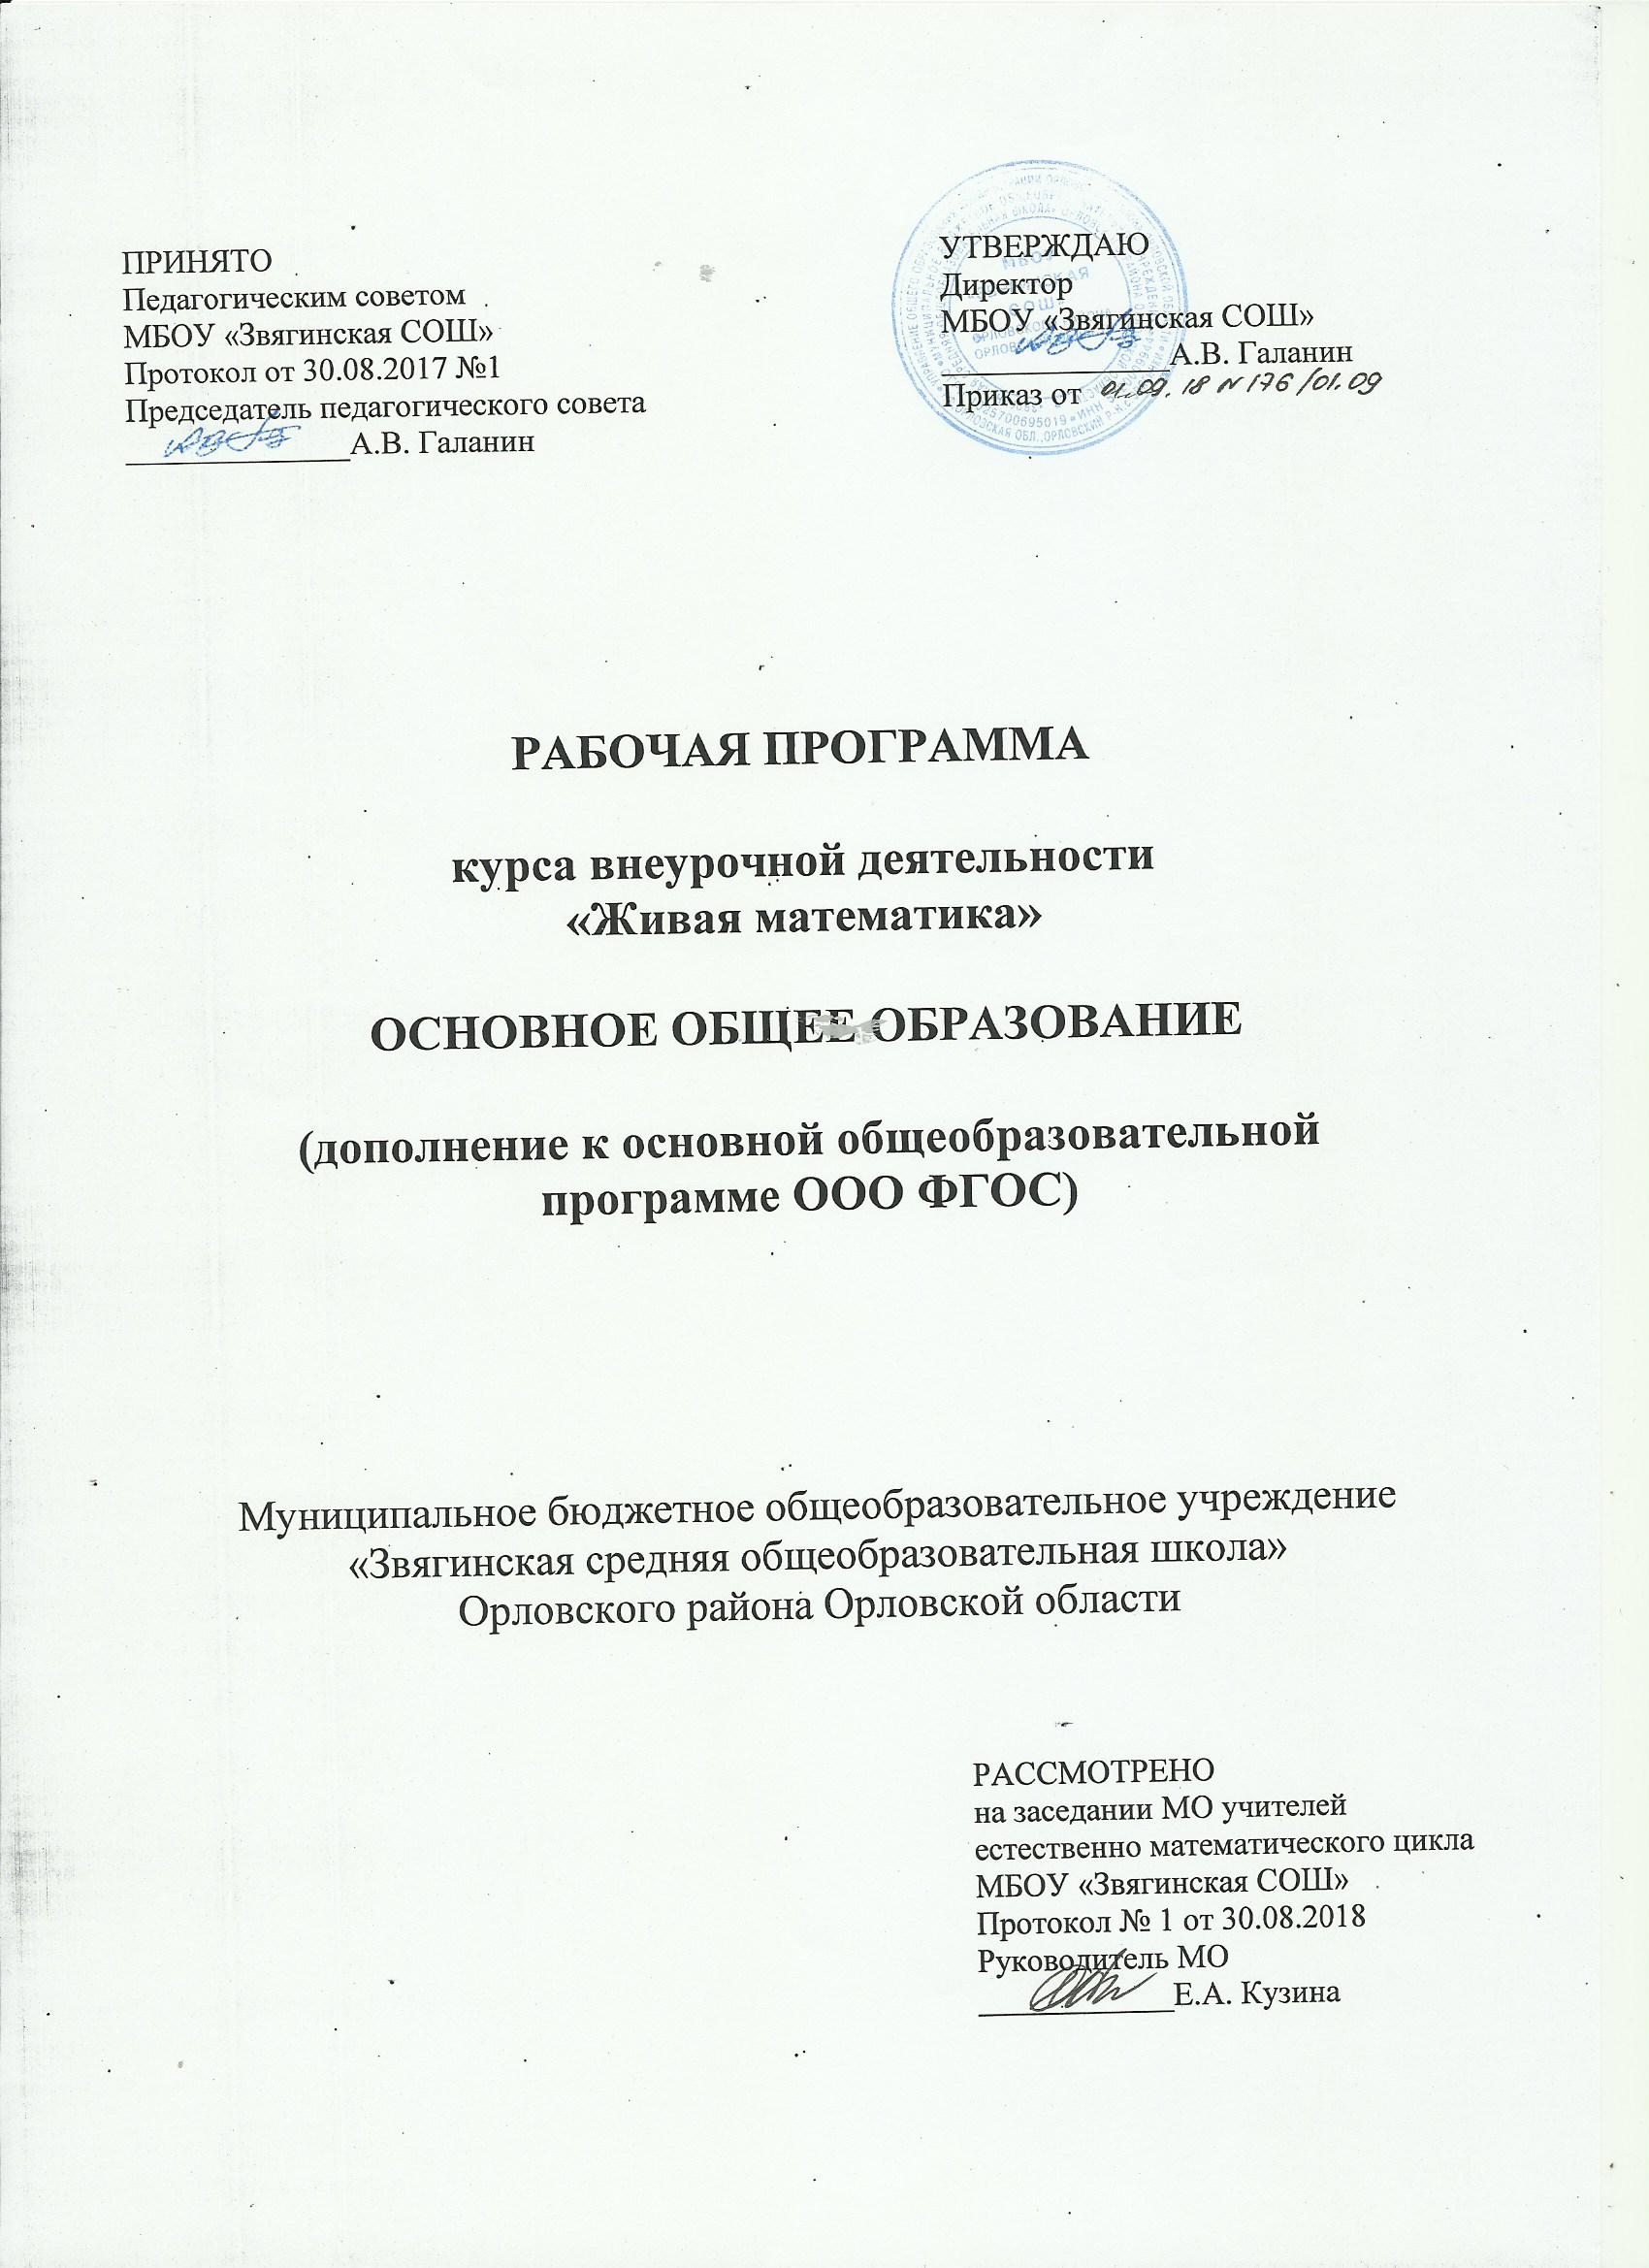 ПРИНЯТО
Педагогическим советом
МБОУ «Звягинская СОШ»
Протокол от 30.08.2017 №1
Председатель педагогического совета
А.В. Галанин
УТВЕРЖДАЮ
Директор
МБОУ «Звягинская СОШ»
А.В. Галанин
Приказ от 01.09.18 N 176/01.09
РАБОЧАЯ ПРОГРАММА
курса внеурочной деятельности
«Живая математика»
ОСНОВНОЕ ОБЩЕЕ ОБРАЗОВАНИЕ
(дополнение к основной общеобразовательной
программе ООО ФГОС)
Муниципальное бюджетное общеобразовательное учреждение
«Звягинская средняя общеобразовательная школа»
Орловского района Орловской области
РАССМОТРЕНО
на заседании МО учителей
естественно математического цикла
МБОУ «Звягинская СОШ»
Протокол № 1 от 30.08.2018
Руководитель МО
Е.А. Кузина